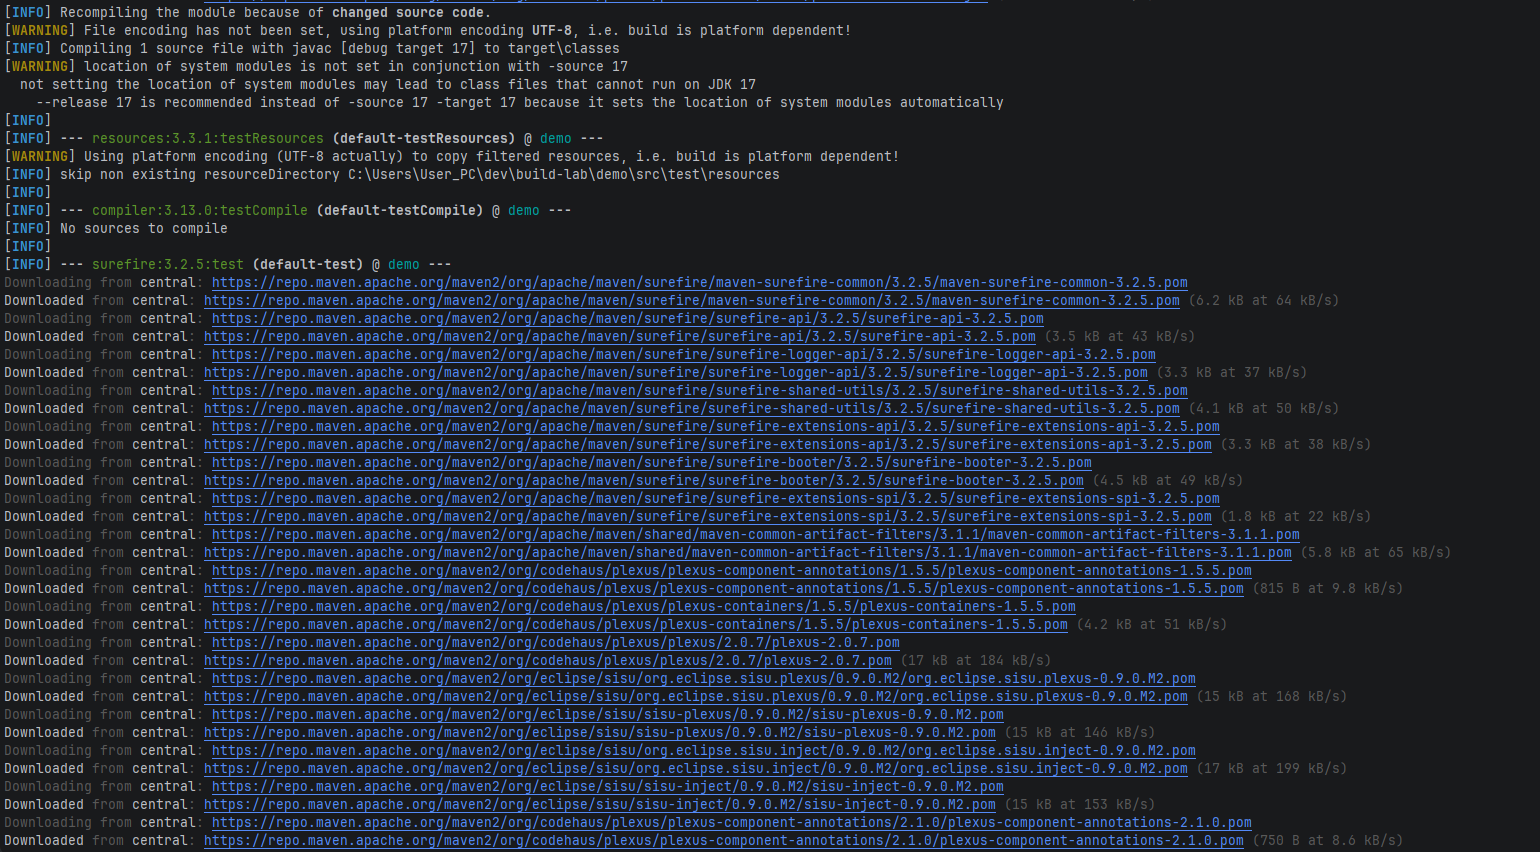 [INFO] Recompiling the module because of changed source code.
[WARNING] File encoding has not been set, using platform encoding UTF-8, i.e. build is platform dependent!
[INFO] Compiling 1 source file with javac [debug target 17] to target\classes
[WARNING] location of system modules is not set in conjunction with -source 17
  not setting the location of system modules may lead to class files that cannot run on JDK 17
    --release 17 is recommended instead of -source 17 -target 17 because it sets the location of system modules automatically
[INFO]
[INFO] --- resources:3.3.1:testResources (default-testResources) @ demo ---
[WARNING] Using platform encoding (UTF-8 actually) to copy filtered resources, i.e. build is platform dependent!
[INFO] skip non existing resourceDirectory C:\Users\User_PC\dev\build-lab\demo\src\test\resources
[INFO]
[INFO] --- compiler:3.13.0:testCompile (default-testCompile) @ demo ---
[INFO] No sources to compile
[INFO]
[INFO] --- surefire:3.2.5:test (default-test) @ demo ---
Downloading from central: https://repo.maven.apache.org/maven2/org/apache/maven/surefire/maven-surefire-common/3.2.5/maven-surefire-common-3.2.5.pom
Downloaded from central: https://repo.maven.apache.org/maven2/org/apache/maven/surefire/maven-surefire-common/3.2.5/maven-surefire-common-3.2.5.pom (6.2 kB at 64 kB/s)
Downloading from central: https://repo.maven.apache.org/maven2/org/apache/maven/surefire/surefire-api/3.2.5/surefire-api-3.2.5.pom
Downloaded from central: https://repo.maven.apache.org/maven2/org/apache/maven/surefire/surefire-api/3.2.5/surefire-api-3.2.5.pom (3.5 kB at 43 kB/s)
Downloading from central: https://repo.maven.apache.org/maven2/org/apache/maven/surefire/surefire-logger-api/3.2.5/surefire-logger-api-3.2.5.pom
Downloaded from central: https://repo.maven.apache.org/maven2/org/apache/maven/surefire/surefire-logger-api/3.2.5/surefire-logger-api-3.2.5.pom (3.3 kB at 37 kB/s)
Downloading from central: https://repo.maven.apache.org/maven2/org/apache/maven/surefire/surefire-shared-utils/3.2.5/surefire-shared-utils-3.2.5.pom
Downloaded from central: https://repo.maven.apache.org/maven2/org/apache/maven/surefire/surefire-shared-utils/3.2.5/surefire-shared-utils-3.2.5.pom (4.1 kB at 50 kB/s)
Downloading from central: https://repo.maven.apache.org/maven2/org/apache/maven/surefire/surefire-extensions-api/3.2.5/surefire-extensions-api-3.2.5.pom
Downloaded from central: https://repo.maven.apache.org/maven2/org/apache/maven/surefire/surefire-extensions-api/3.2.5/surefire-extensions-api-3.2.5.pom (3.3 kB at 38 kB/s)
Downloading from central: https://repo.maven.apache.org/maven2/org/apache/maven/surefire/surefire-booter/3.2.5/surefire-booter-3.2.5.pom
Downloaded from central: https://repo.maven.apache.org/maven2/org/apache/maven/surefire/surefire-booter/3.2.5/surefire-booter-3.2.5.pom (4.5 kB at 49 kB/s)
Downloading from central: https://repo.maven.apache.org/maven2/org/apache/maven/surefire/surefire-extensions-spi/3.2.5/surefire-extensions-spi-3.2.5.pom
Downloaded from central: https://repo.maven.apache.org/maven2/org/apache/maven/surefire/surefire-extensions-spi/3.2.5/surefire-extensions-spi-3.2.5.pom (1.8 kB at 22 kB/s)
Downloading from central: https://repo.maven.apache.org/maven2/org/apache/maven/shared/maven-common-artifact-filters/3.1.1/maven-common-artifact-filters-3.1.1.pom
Downloaded from central: https://repo.maven.apache.org/maven2/org/apache/maven/shared/maven-common-artifact-filters/3.1.1/maven-common-artifact-filters-3.1.1.pom (5.8 kB at 65 kB/s)
Downloading from central: https://repo.maven.apache.org/maven2/org/codehaus/plexus/plexus-component-annotations/1.5.5/plexus-component-annotations-1.5.5.pom
Downloaded from central: https://repo.maven.apache.org/maven2/org/codehaus/plexus/plexus-component-annotations/1.5.5/plexus-component-annotations-1.5.5.pom (815 B at 9.8 kB/s)
Downloading from central: https://repo.maven.apache.org/maven2/org/codehaus/plexus/plexus-containers/1.5.5/plexus-containers-1.5.5.pom
Downloaded from central: https://repo.maven.apache.org/maven2/org/codehaus/plexus/plexus-containers/1.5.5/plexus-containers-1.5.5.pom (4.2 kB at 51 kB/s)
Downloading from central: https://repo.maven.apache.org/maven2/org/codehaus/plexus/plexus/2.0.7/plexus-2.0.7.pom
Downloaded from central: https://repo.maven.apache.org/maven2/org/codehaus/plexus/plexus/2.0.7/plexus-2.0.7.pom (17 kB at 184 kB/s)
Downloading from central: https://repo.maven.apache.org/maven2/org/eclipse/sisu/org.eclipse.sisu.plexus/0.9.0.M2/org.eclipse.sisu.plexus-0.9.0.M2.pom
Downloaded from central: https://repo.maven.apache.org/maven2/org/eclipse/sisu/org.eclipse.sisu.plexus/0.9.0.M2/org.eclipse.sisu.plexus-0.9.0.M2.pom (15 kB at 168 kB/s)
Downloading from central: https://repo.maven.apache.org/maven2/org/eclipse/sisu/sisu-plexus/0.9.0.M2/sisu-plexus-0.9.0.M2.pom
Downloaded from central: https://repo.maven.apache.org/maven2/org/eclipse/sisu/sisu-plexus/0.9.0.M2/sisu-plexus-0.9.0.M2.pom (15 kB at 146 kB/s)
Downloading from central: https://repo.maven.apache.org/maven2/org/eclipse/sisu/org.eclipse.sisu.inject/0.9.0.M2/org.eclipse.sisu.inject-0.9.0.M2.pom
Downloaded from central: https://repo.maven.apache.org/maven2/org/eclipse/sisu/org.eclipse.sisu.inject/0.9.0.M2/org.eclipse.sisu.inject-0.9.0.M2.pom (17 kB at 199 kB/s)
Downloading from central: https://repo.maven.apache.org/maven2/org/eclipse/sisu/sisu-inject/0.9.0.M2/sisu-inject-0.9.0.M2.pom
Downloaded from central: https://repo.maven.apache.org/maven2/org/eclipse/sisu/sisu-inject/0.9.0.M2/sisu-inject-0.9.0.M2.pom (15 kB at 153 kB/s)
Downloading from central: https://repo.maven.apache.org/maven2/org/codehaus/plexus/plexus-component-annotations/2.1.0/plexus-component-annotations-2.1.0.pom
Downloaded from central: https://repo.maven.apache.org/maven2/org/codehaus/plexus/plexus-component-annotations/2.1.0/plexus-component-annotations-2.1.0.pom (750 B at 8.6 kB/s)